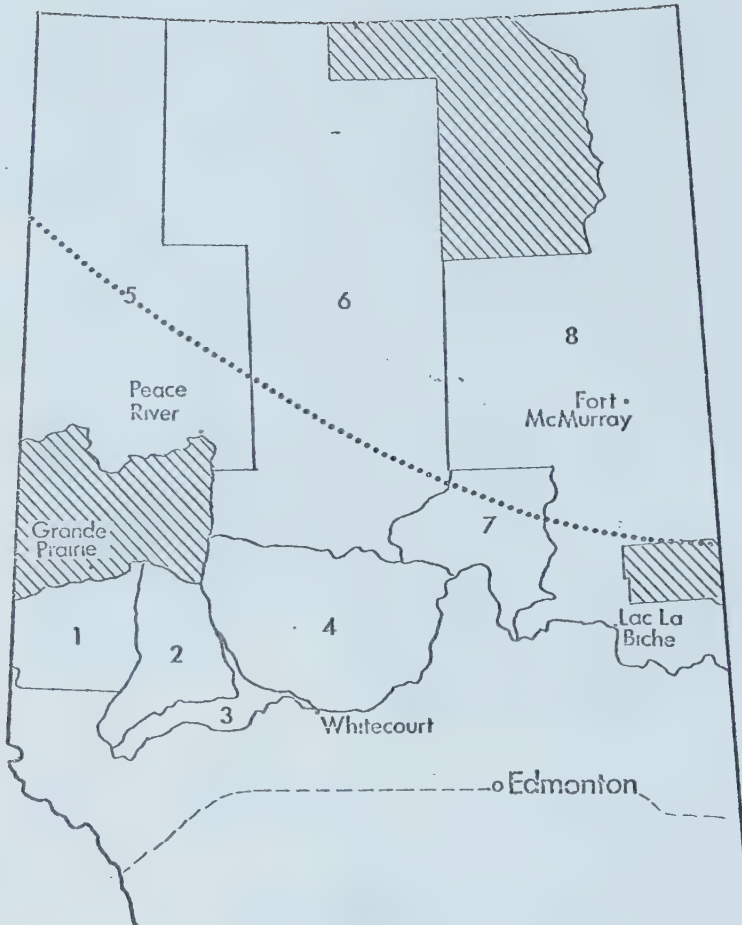 5
6
8
Peace
River
Fort
McMurray
Grande
Prairie
7
1
2
4
Lac La
Biche
3
Whitecourt
Edmonton